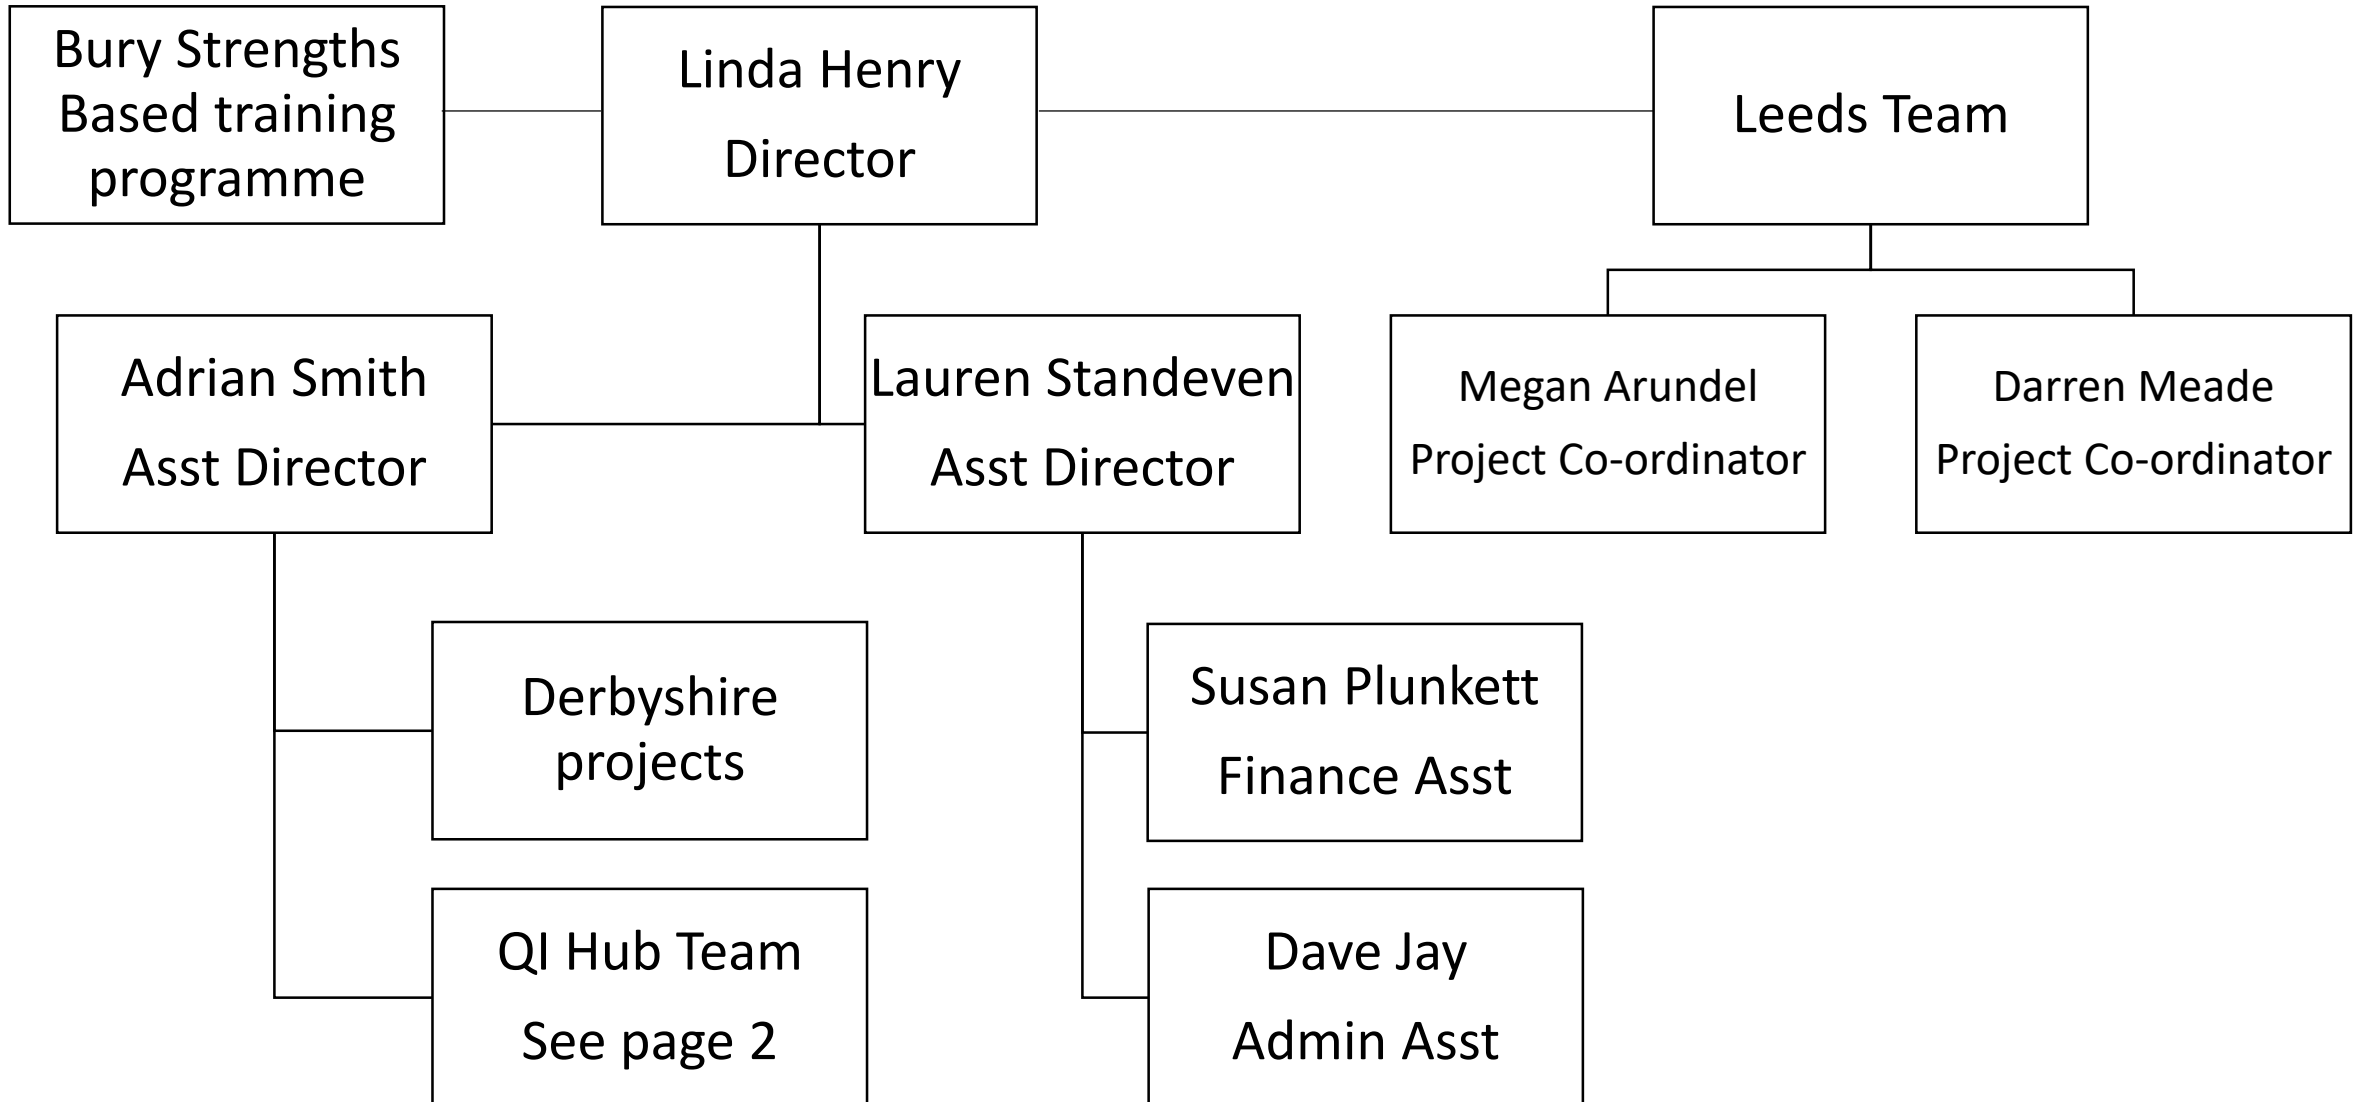 Bury Strengths
Based training
programme
Linda Henry
Director
Leeds Team
Adrian Smith
Asst Director
Lauren Standeven
Asst Director
Megan Arundel
Project Co-ordinator
Darren Meade
Project Co-ordinator
Derbyshire
projects
Susan Plunkett
Finance Asst
QI Hub Team
See page 2
Dave Jay
Admin Asst